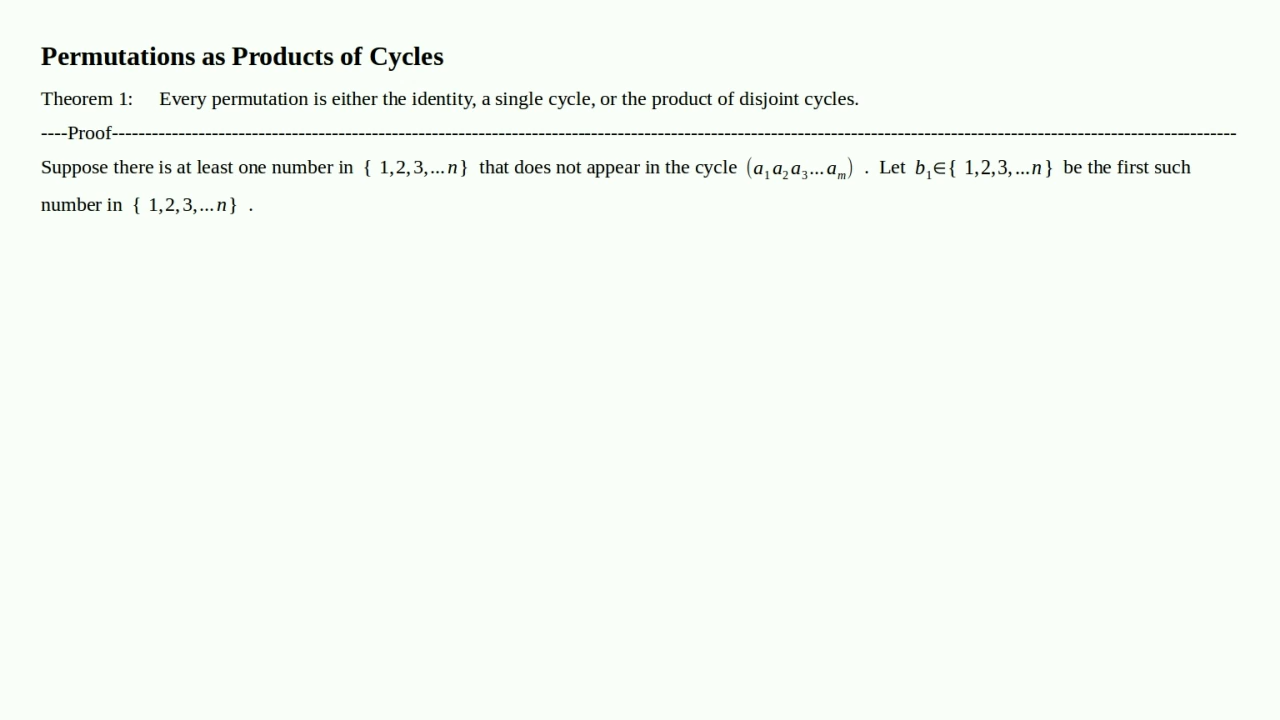 Permutations as Products of Cycles
Theorem 1: Every permutation is either the identity, a single cycle, or the product of disjoint cycles.
----Proof--------------------------------------------------------------------------------------------------------------------------------------------------------------------------
Suppose there is at least one number in { 1,2,3,...n } that does not appear in the cycle (a₁a₂a₃...aₘ) . Let b₁∈{ 1,2,3,...n } be the first such
number in { 1,2,3,...n } .